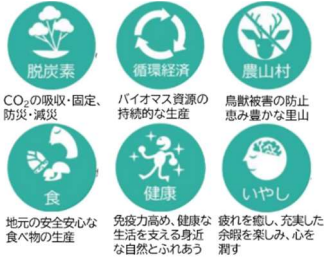 脱炭素
循環経済
農山村
CO₂の吸収・固定、
防災・減災
バイオマス資源の
持続的な生産
鳥獣被害の防止
恵み豊かな里山
食
健康
いやし
地元の安全安心な
食べ物の生産
免疫力高め、健康な
生活を支える身近
な自然とふれあう
疲れを癒し、充実した
余暇を楽しみ、心を
潤す